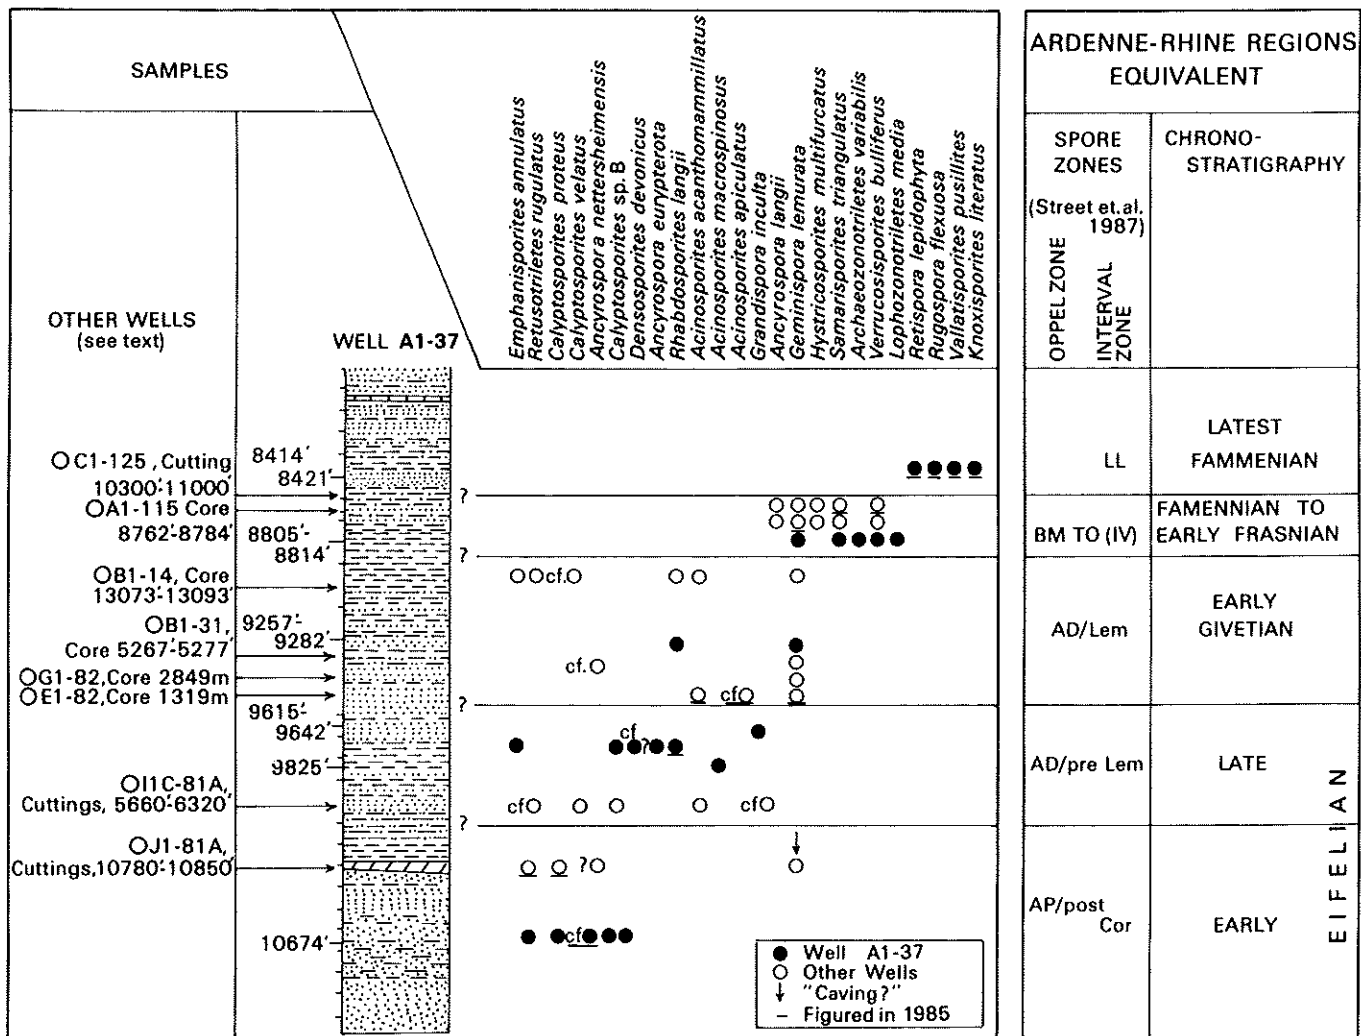 SAMPLES
OTHER WELLS
(see text)
WELL A1-37
Emphanisporites annulatus
Retusotriletes rugulatus
Calyptosporites proteus
Calyptosporites velatus
Ancyrospora nettersheimensis
Calyptosporites sp. B
Densosporites devonicus
Ancyrospora eurypterota
Rhabdosporites langii
Acinosporites acanthomammillatus
Acinosporites macrospinosus
Acinosporites apiculatus
Grandispora inculta
Ancyrospora langii
Geminispora lemurata
Hystricosporites multifurcatus
Samarisporites triangulatus
Archaeozonotriletes variabilis
Verrucosisporites bulliferus
Lophozonotriletes media
Retispora lepidophyta
Rugospora flexuosa
Vallatisporites pusillites
Knoxisporites literatus
ARDENNE-RHINE REGIONS
EQUIVALENT
SPORE
ZONES
(Street et.al.
1987)
OPPEL ZONE
INTERVAL
ZONE
CHRONO-
STRATIGRAPHY
C1-125, Cutting
10300'-11000'
8414'
8421'
LL
LATEST
FAMMENIAN
?
A1-115 Core
8762'-8784'
8805'-
8814'
BM TO (IV)
FAMENNIAN TO
EARLY FRASNIAN
?
B1-14, Core
13073'-13093'
cf.
B1-31,
Core 5267'-5277'
9257'-
9282'
AD/Lem
EARLY
GIVETIAN
cf.
G1-82, Core 2849m
E1-82, Core 1319m
cf
?
9615'-
9642'
cf
?
9825'
AD/pre Lem
LATE
I1C-81A,
Cuttings, 5660'-6320'
cf
cf
?
J1-81A,
Cuttings, 10780'-10850'
?
AP/post
Cor
EARLY
EIFELIAN
10674'
cf
Well A1-37
Other Wells
"Caving?"
– Figured in 1985